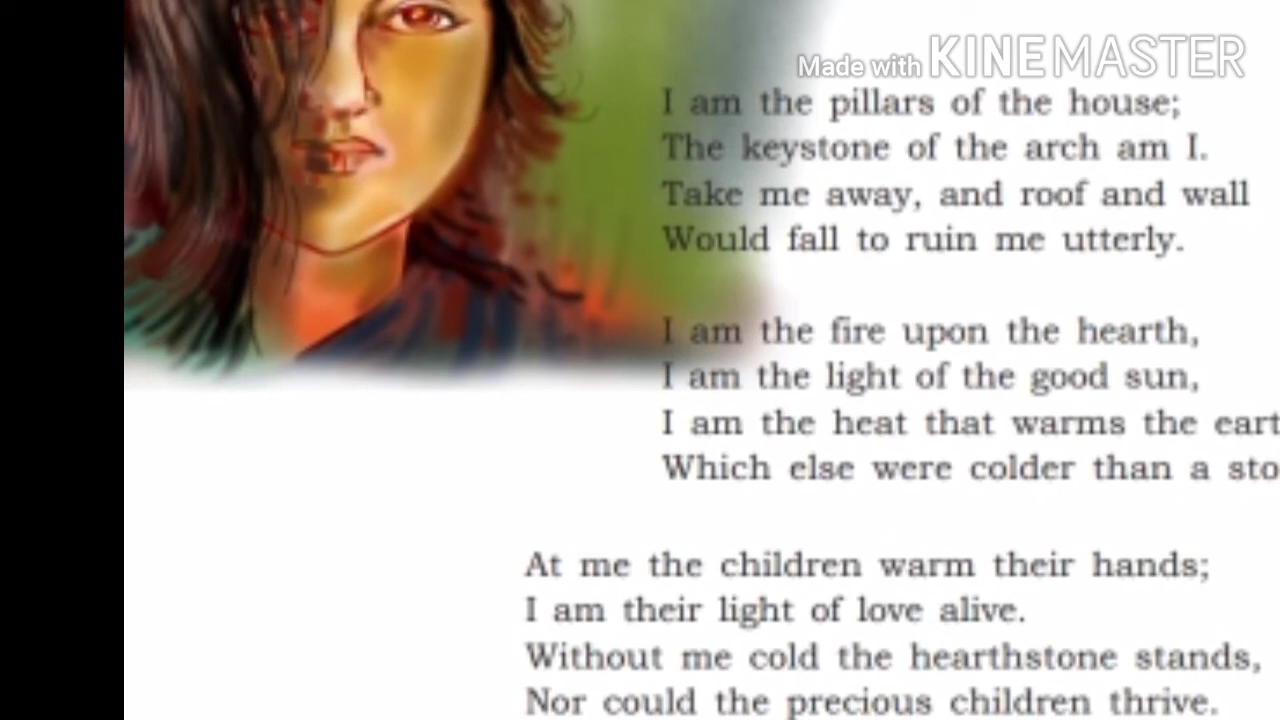 Made with KINEMASTER
I am the pillars of the house;
The keystone of the arch am I.
Take me away, and roof and wall
Would fall to ruin me utterly.
I am the fire upon the hearth,
I am the light of the good sun,
I am the heat that warms the eart
Which else were colder than a sto
At me the children warm their hands;
I am their light of love alive.
Without me cold the hearthstone stands,
Nor could the precious children thrive.